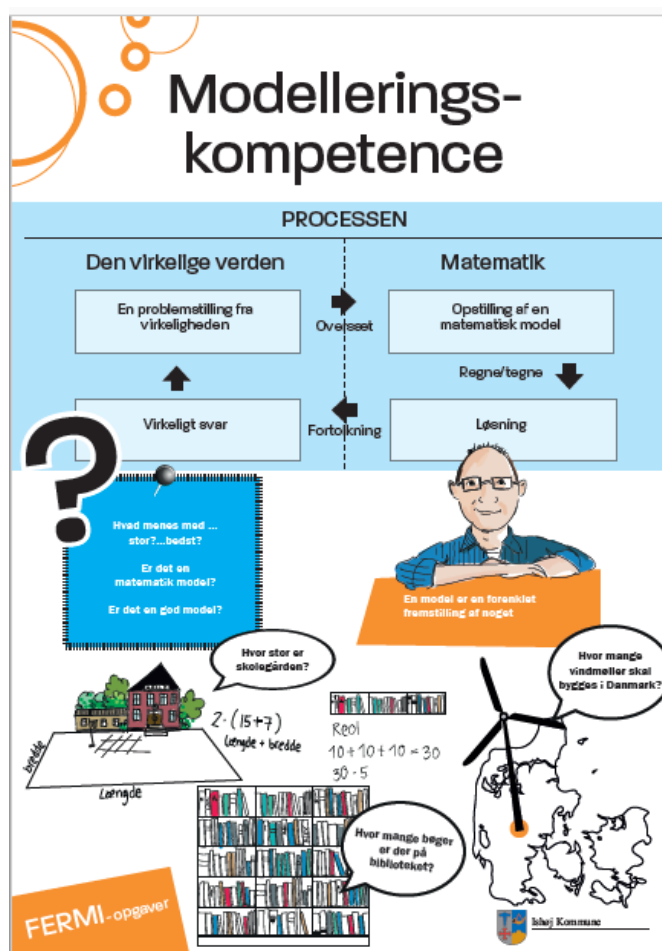 Modellerings-
kompetence
PROCESSEN
Den virkelige verden
Matematik
En problemstilling fra
virkeligheden
Oversæt
Opstilling af en
matematisk model
Regne/tegne
Virkeligt svar
Fortolkning
Løsning
?
Hvad menes med ...
stor?...bedst?
Er det en
matematik model?
Er det en god model?
En model er en forenklet
fremstilling af noget
Hvor stor er
skolegården?
Hvor mange
vindmøller skal
bygges i Danmark?
2·(15+7)
Længde + bredde
bredde
Længde
Reol
10+10+10=30
30·5
Hvor mange bøger
er der på
biblioteket?
FERMI-opgaver
Ishøj Kommune